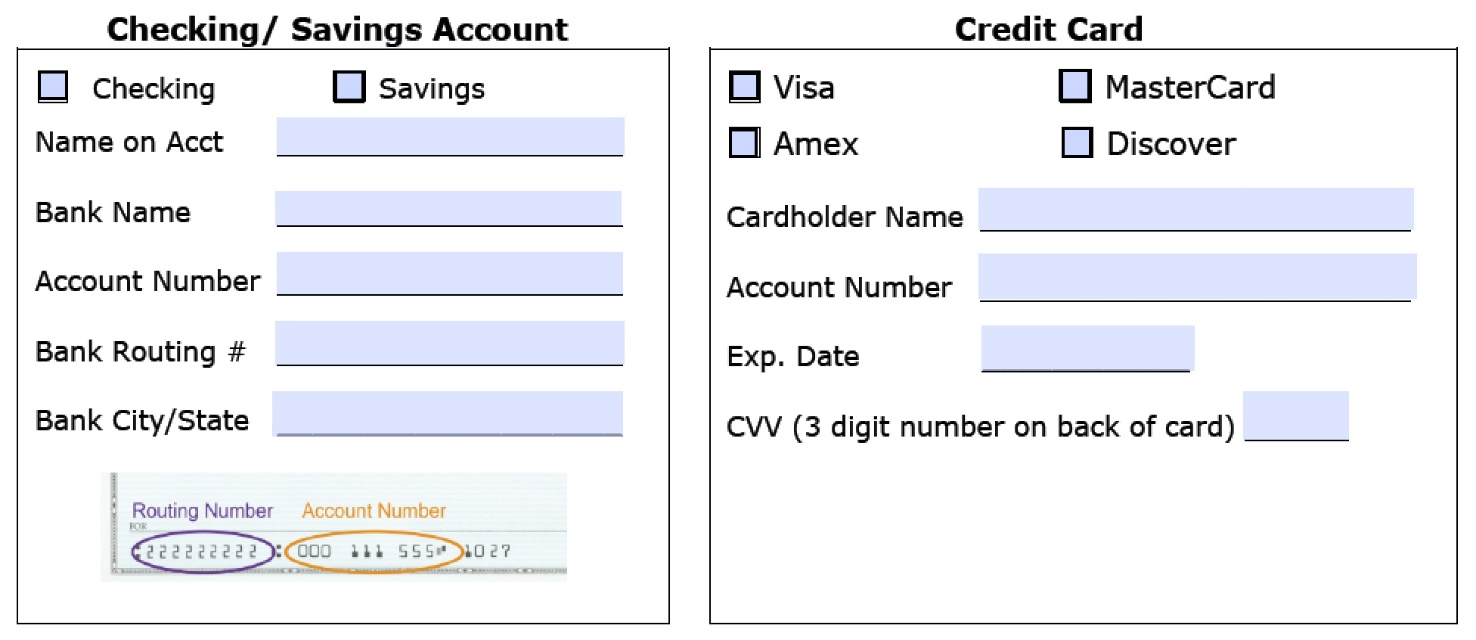 Checking/ Savings Account
Checking
Savings
Name on Acct
Bank Name
Account Number
Bank Routing #
Bank City/State
Routing Number
Account Number
FOR
⑆222222222⑆ 000 111 555⑈ 1027
Credit Card
Visa
MasterCard
Amex
Discover
Cardholder Name
Account Number
Exp. Date
CVV (3 digit number on back of card)